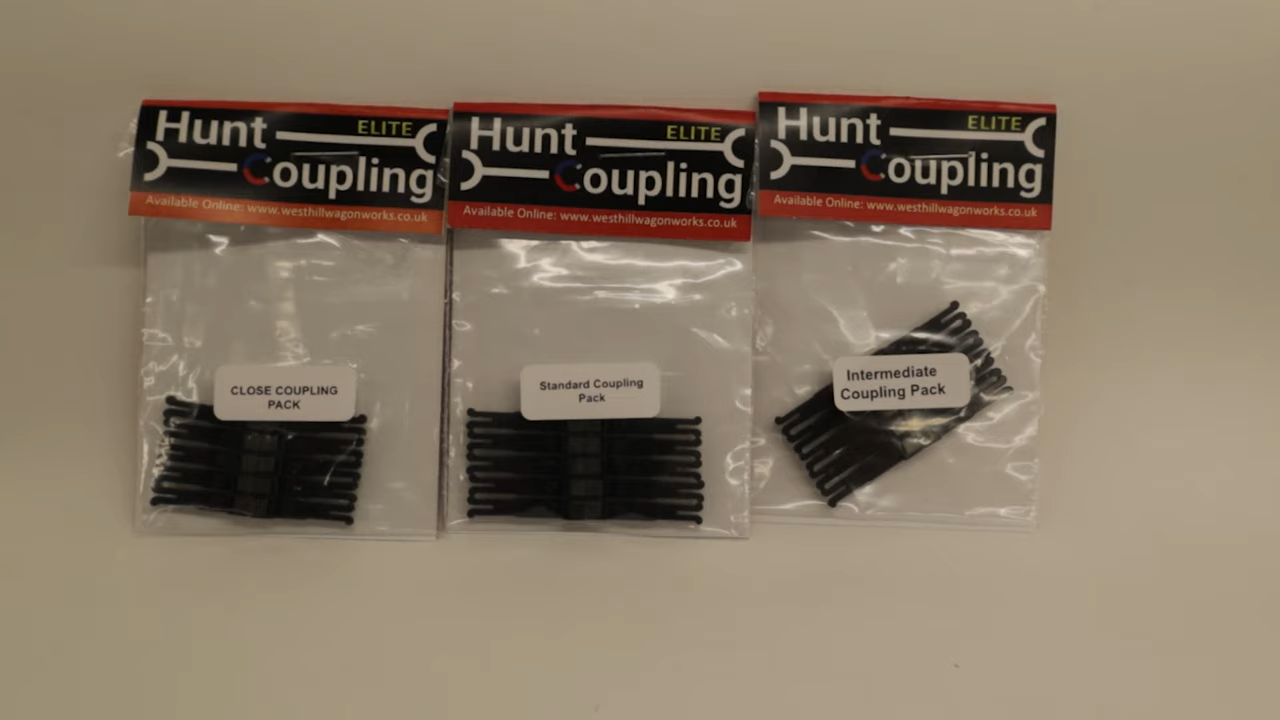 Hunt ELITE
Coupling
Available Online: www.westhillwagonworks.co.uk
CLOSE COUPLING
PACK
Hunt ELITE
Coupling
Available Online: www.westhillwagonworks.co.uk
Standard Coupling
Pack
Hunt ELITE
Coupling
Available Online: www.westhillwagonworks.co.uk
Intermediate
Coupling Pack